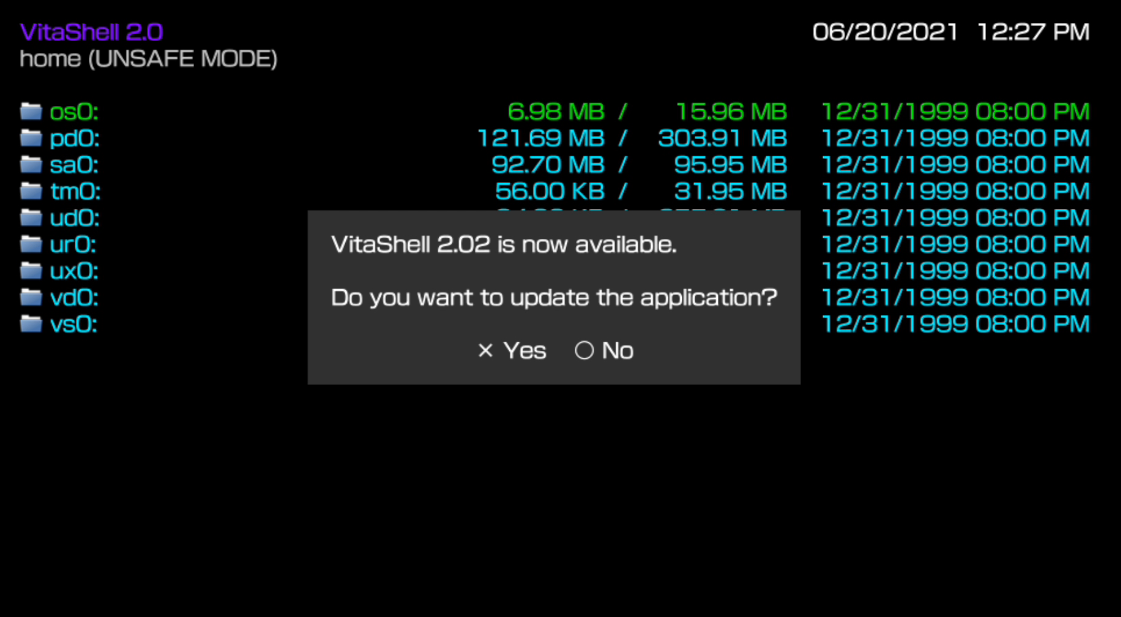 VitaShell 2.0 06/20/2021 12:27 PM
home (UNSAFE MODE)
os0: 6.98 MB / 15.96 MB 12/31/1999 08:00 PM
pd0: 121.69 MB / 303.91 MB 12/31/1999 08:00 PM
sa0: 92.70 MB / 95.95 MB 12/31/1999 08:00 PM
tm0: 56.00 KB / 31.95 MB 12/31/1999 08:00 PM
ud0: 12/31/1999 08:00 PM
ur0: 12/31/1999 08:00 PM
ux0: 12/31/1999 08:00 PM
vd0: 12/31/1999 08:00 PM
vs0: 12/31/1999 08:00 PM
VitaShell 2.02 is now available.
Do you want to update the application?
× Yes ○ No